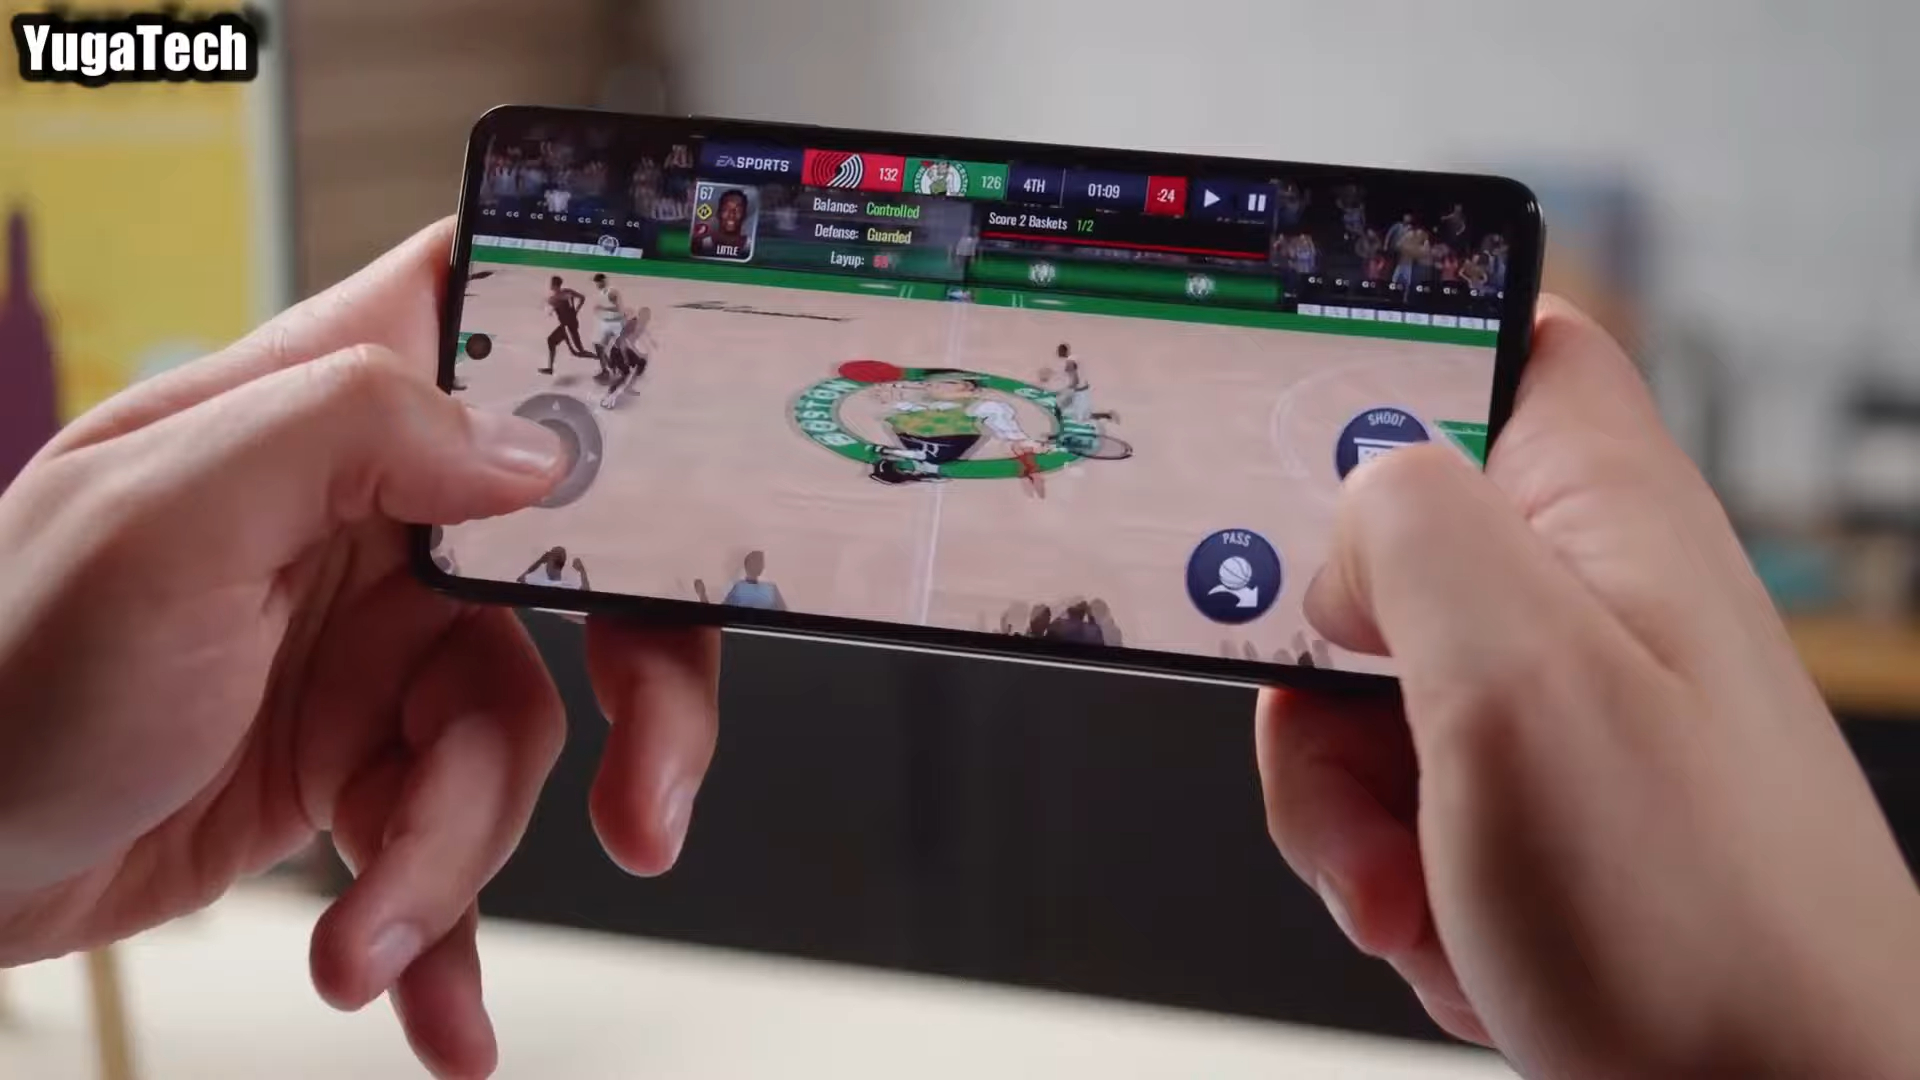 YugaTech
EA SPORTS 132 126 4TH 01:09 :24
67
LITTLE
Balance: Controlled
Defense: Guarded
Layup:
Score 2 Baskets 1/2
BOSTON
SHOOT
PASS